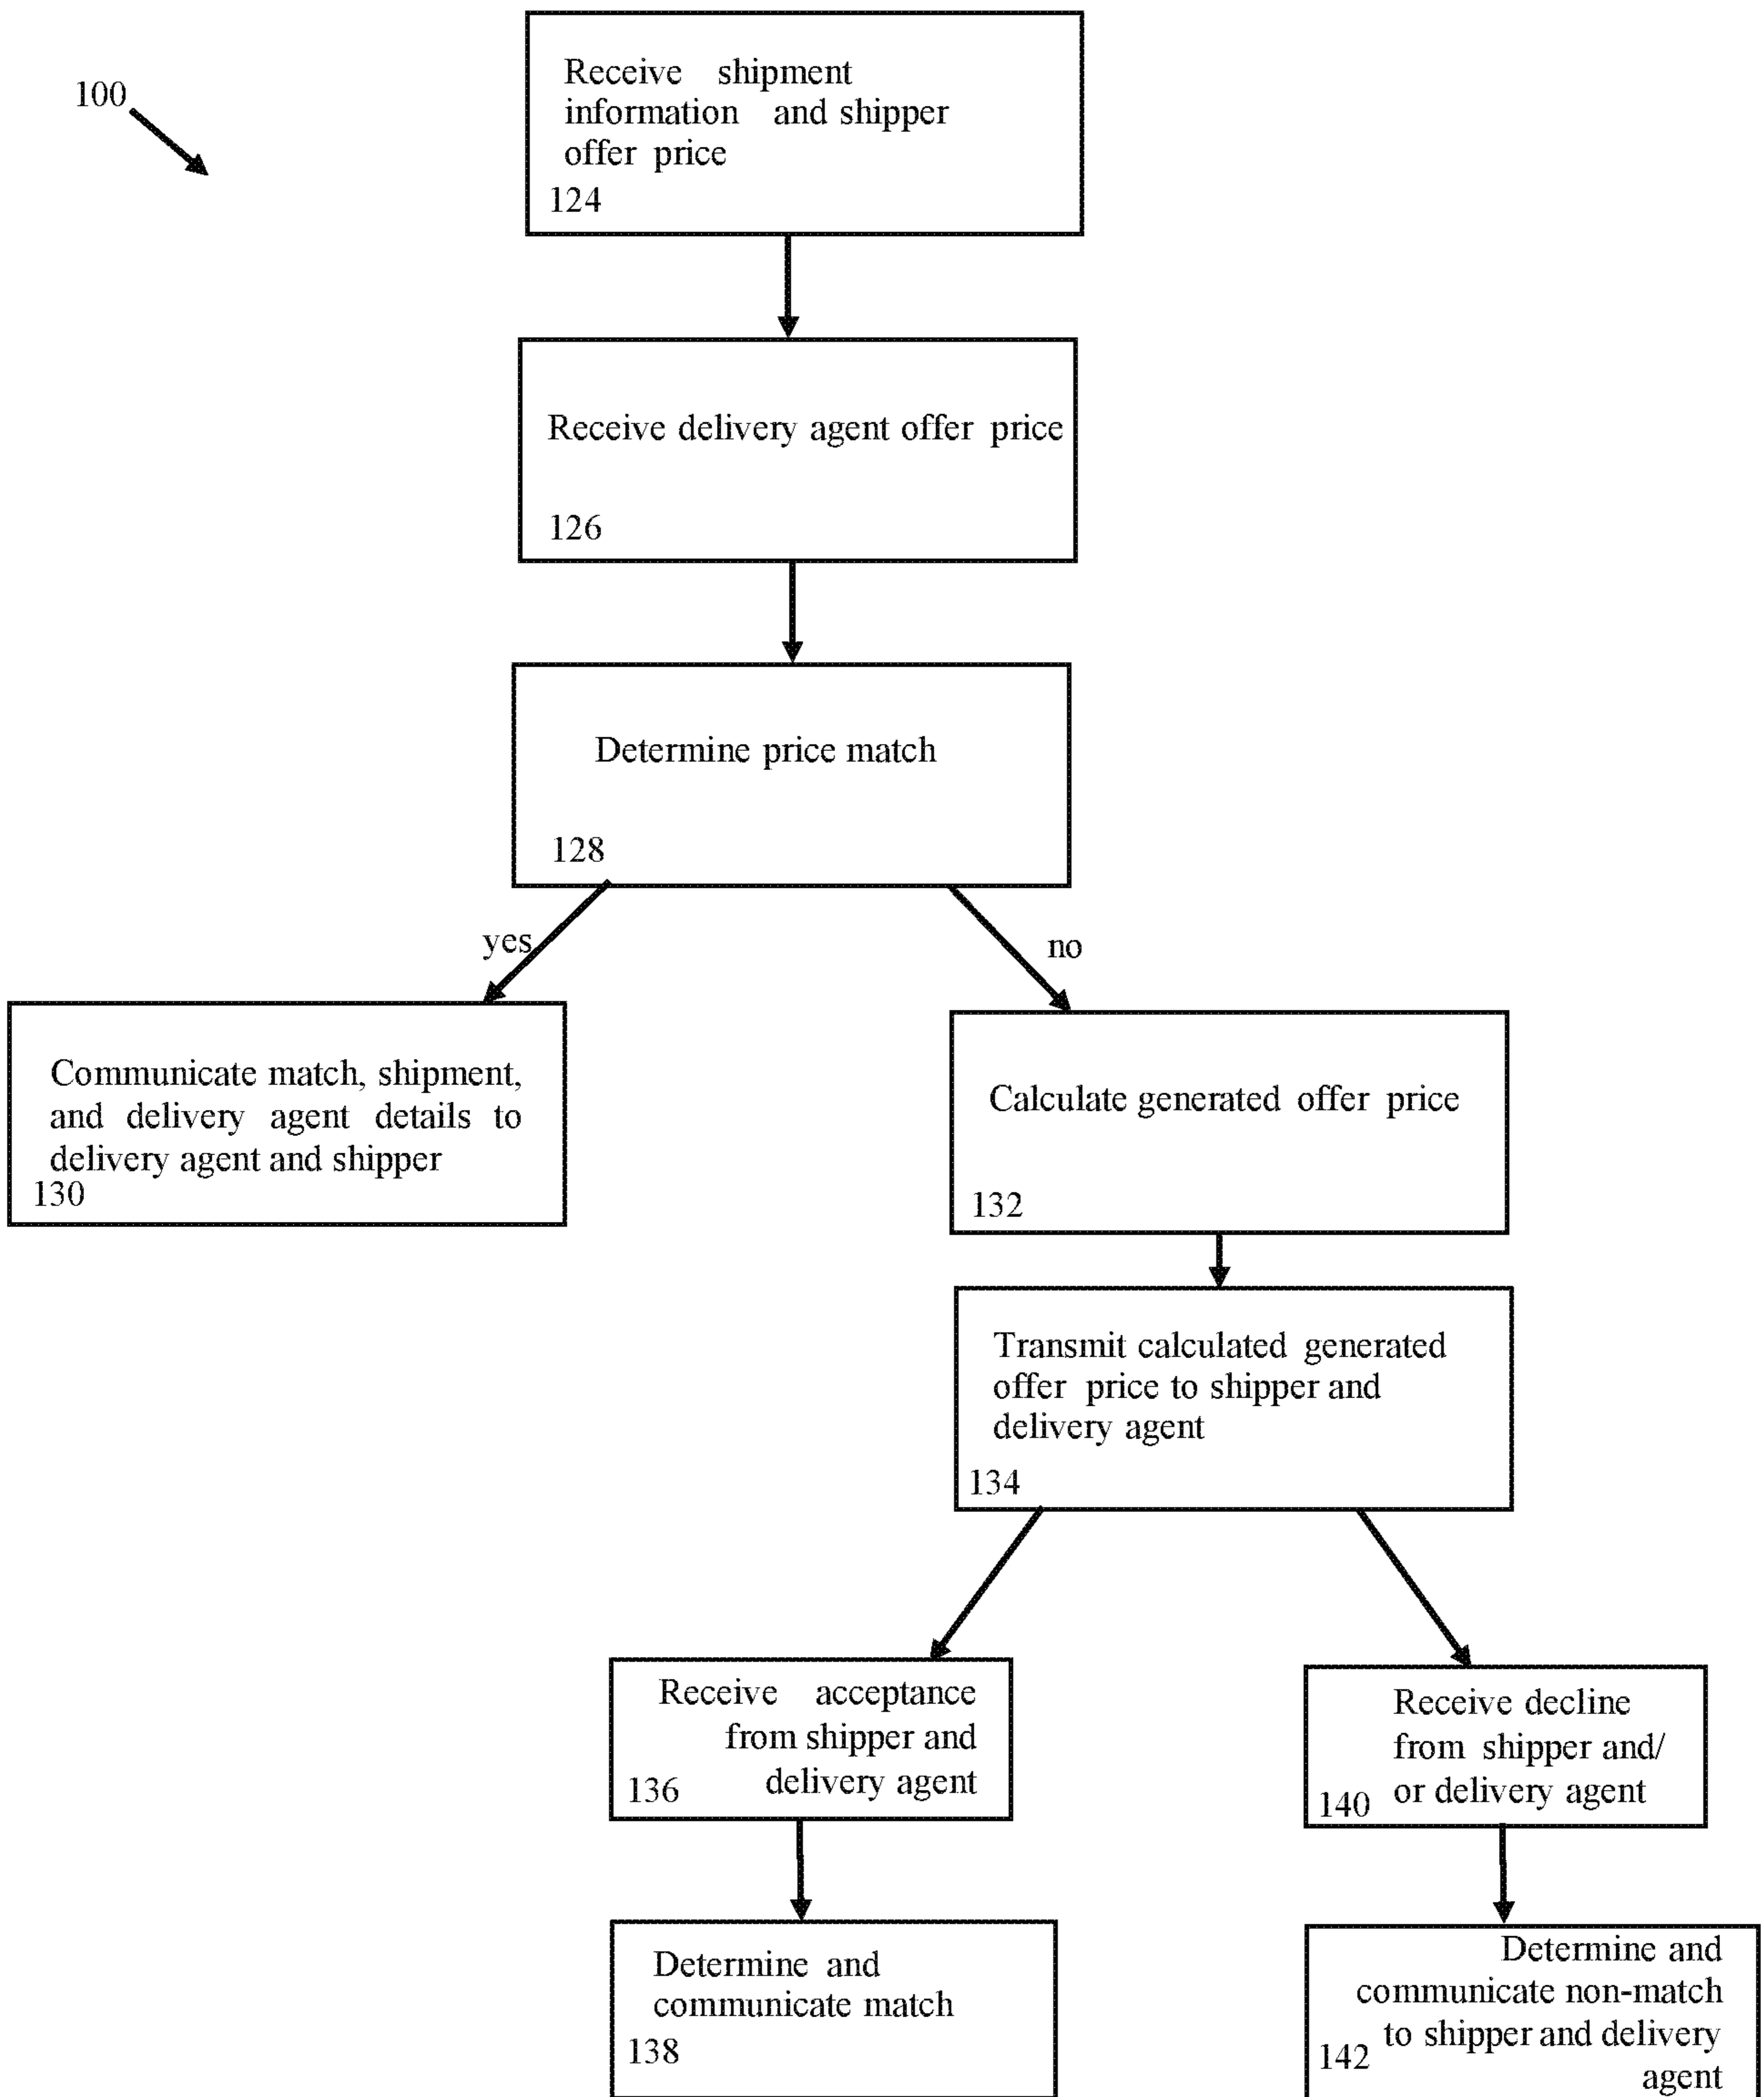 100
Receive shipment
information and shipper
offer price
124
Receive delivery agent offer price
126
Determine price match
128
yes
no
Communicate match, shipment,
and delivery agent details to
delivery agent and shipper
130
Calculate generated offer price
132
Transmit calculated generated
offer price to shipper and
delivery agent
134
Receive acceptance
from shipper and
delivery agent
136
Receive decline
from shipper and/
or delivery agent
140
Determine and
communicate match
138
Determine and
communicate non-match
to shipper and delivery
agent
142